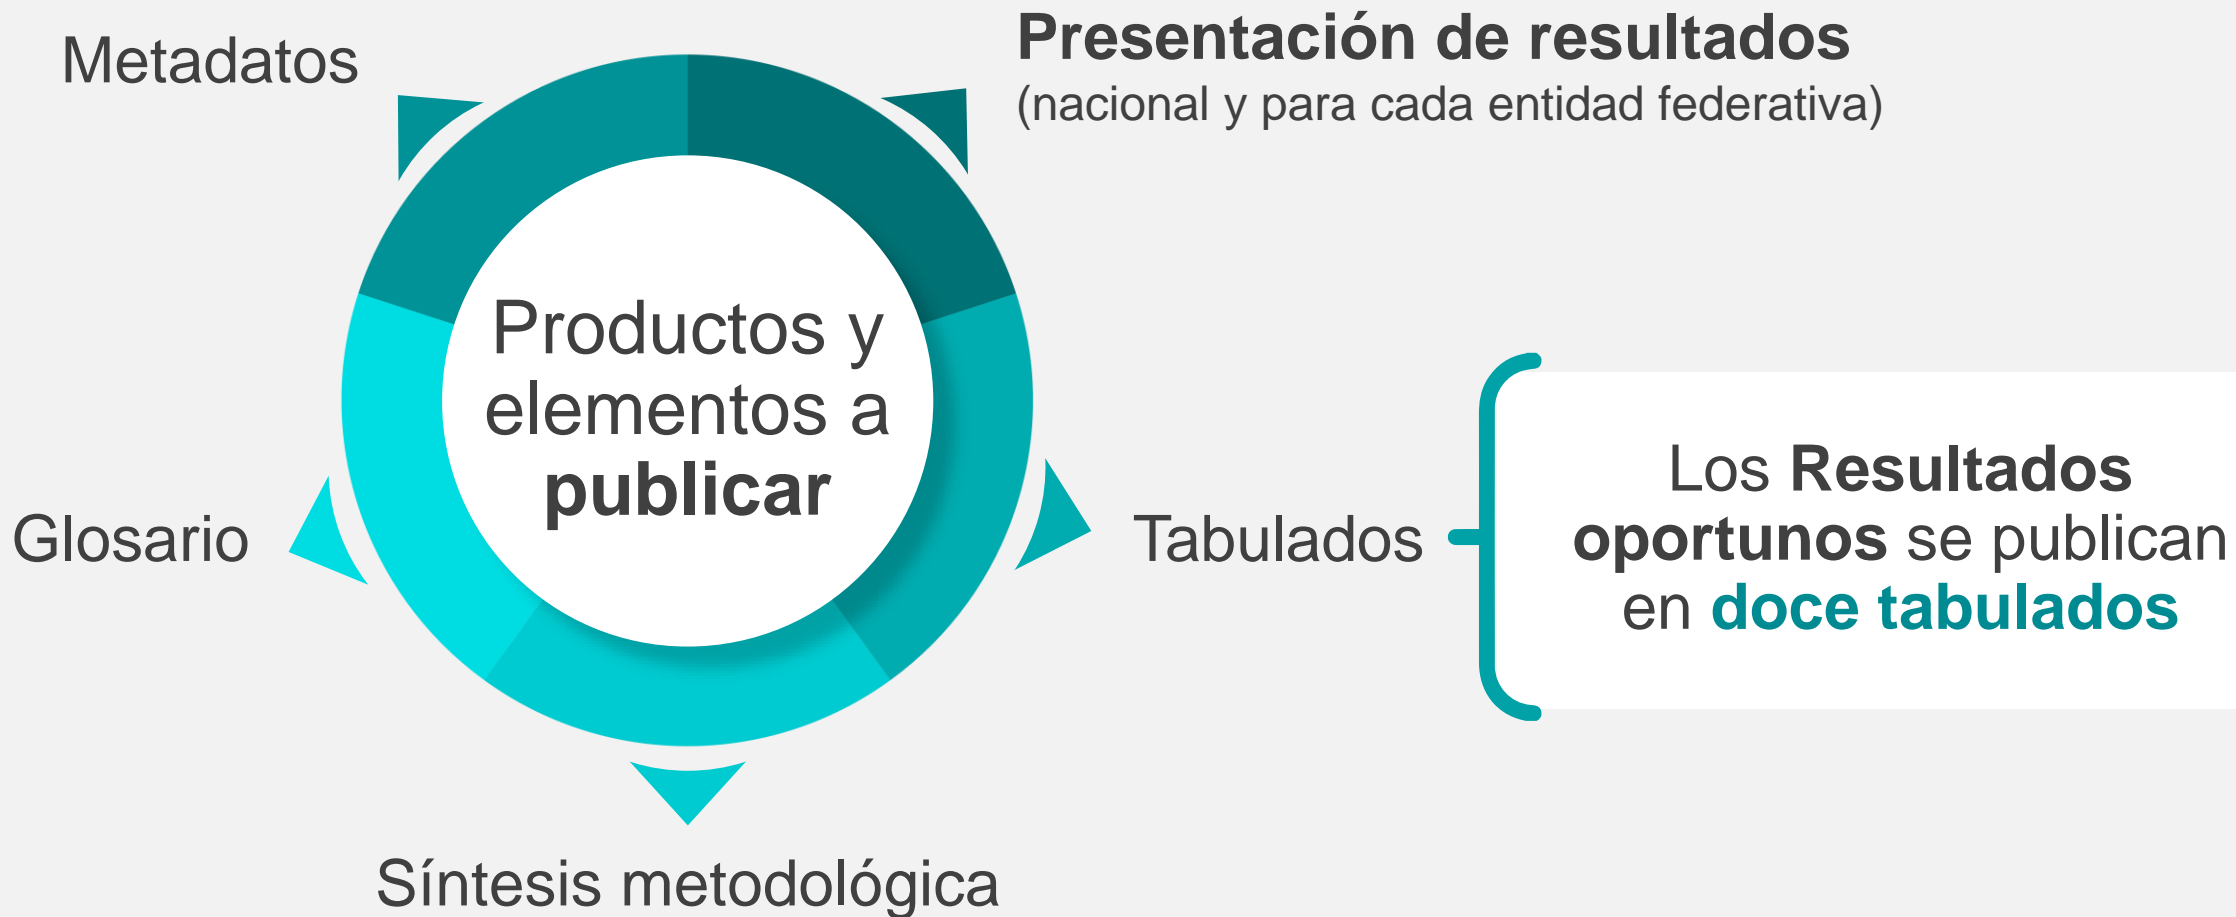 Metadatos
Presentación de resultados
(nacional y para cada entidad federativa)
Productos y
elementos a
publicar
Glosario
Tabulados
Los Resultados
oportunos se publican
en doce tabulados
Síntesis metodológica